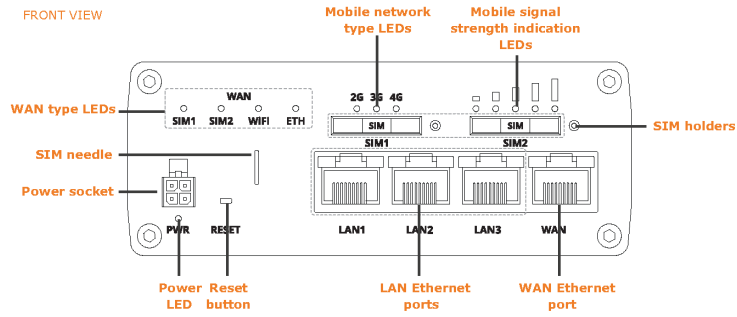 FRONT VIEW
Mobile network
type LEDs
Mobile signal
strength indication
LEDs
WAN type LEDs
WAN
SIM1 SIM2 WIFI ETH
2G 3G 4G
SIM
SIM
SIM1
SIM2
SIM holders
SIM needle
Power socket
PWR
RESET
LAN1
LAN2
LAN3
WAN
Power
LED
Reset
button
LAN Ethernet
ports
WAN Ethernet
port